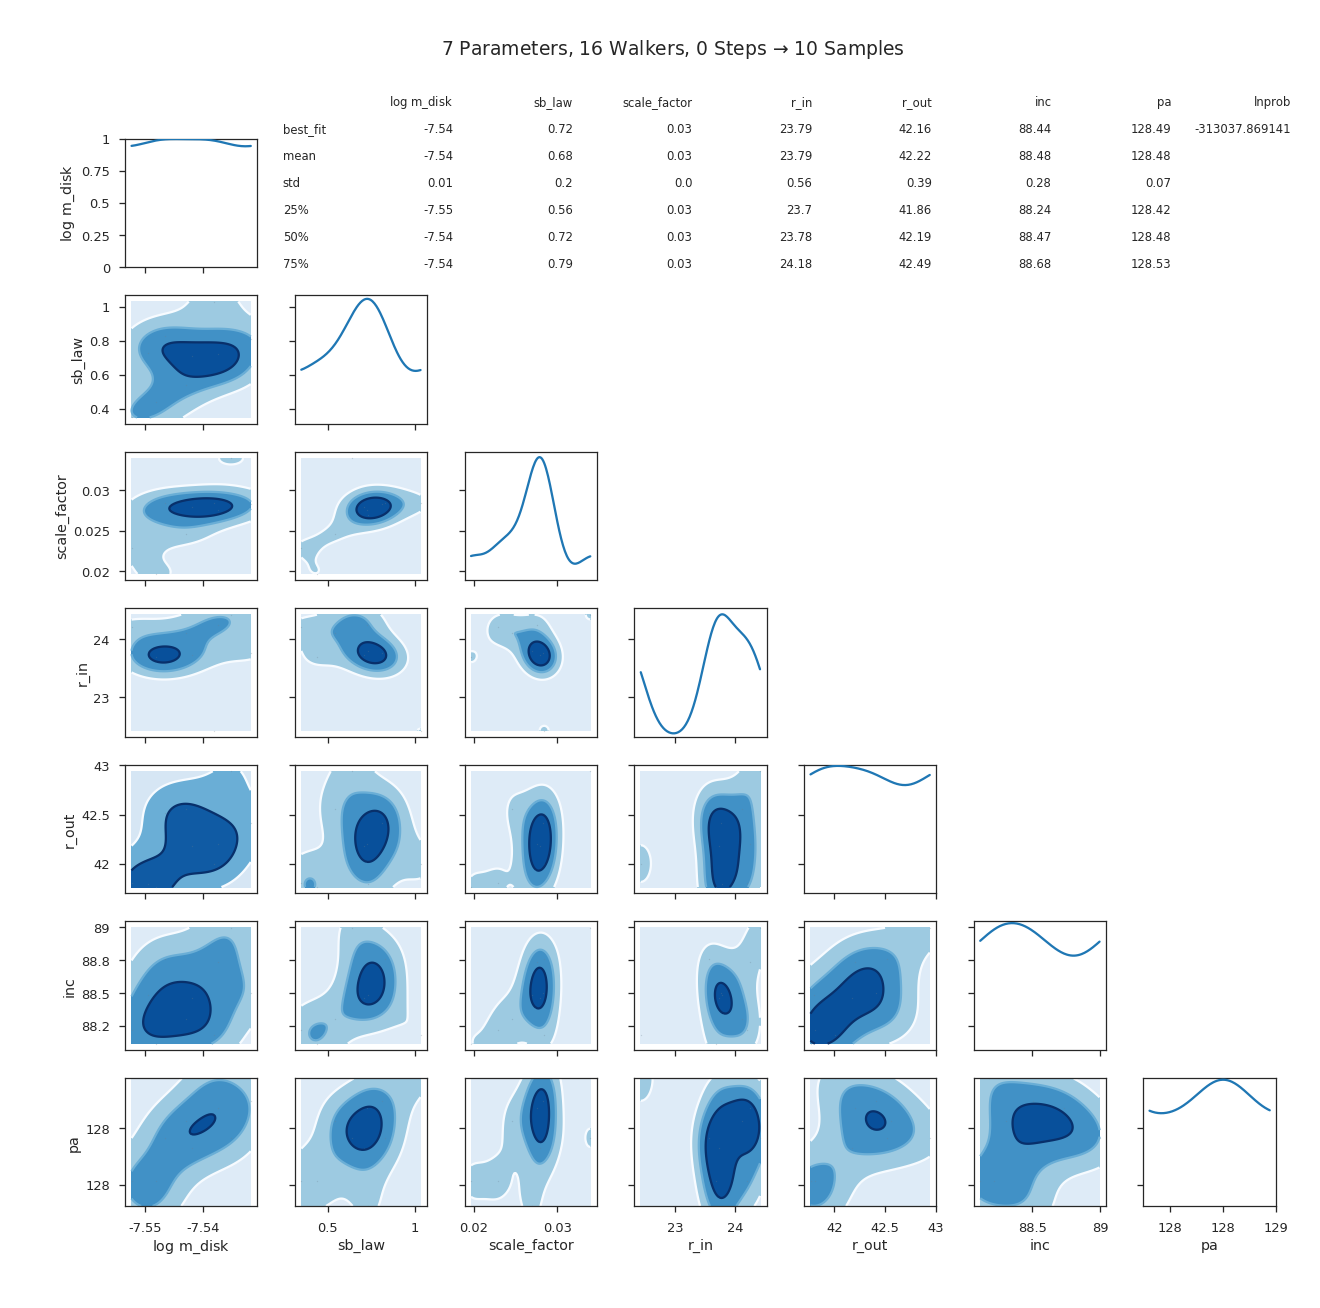 7 Parameters, 16 Walkers, 0 Steps → 10 Samples
log m_disk sb_law scale_factor r_in r_out inc pa lnprob
best_fit -7.54 0.72 0.03 23.79 42.16 88.44 128.49 -313037.869141
mean -7.54 0.68 0.03 23.79 42.22 88.48 128.48
std 0.01 0.2 0.0 0.56 0.39 0.28 0.07
25% -7.55 0.56 0.03 23.7 41.86 88.24 128.42
50% -7.54 0.72 0.03 23.78 42.19 88.47 128.48
75% -7.54 0.79 0.03 24.18 42.49 88.68 128.53
log m_disk
1
0.75
0.5
0.25
0
sb_law
1
0.8
0.6
0.4
scale_factor
0.03
0.025
0.02
r_in
24
23
r_out
43
42.5
42
inc
89
88.8
88.5
88.2
pa
128
128
-7.55 -7.54 0.5 1 0.02 0.03 23 24 42 42.5 43 88.5 89 128 128 129
log m_disk sb_law scale_factor r_in r_out inc pa